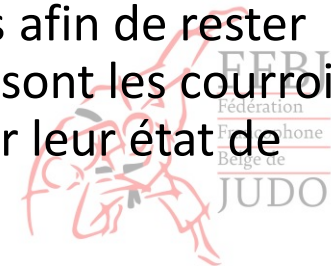 s afin de rester
sont les courroi
r leur état de
FFBJ
Fédération
Francophone
Belge de
JUDO